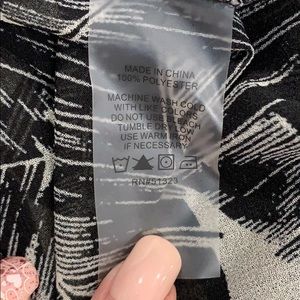 MADE IN CHINA
100% POLYESTER
MACHINE WASH COLD
WITH LIKE COLORS
DO NOT USE BLEACH
TUMBLE DRY LOW
USE WARM IRON
IF NECESSARY
RN#51323